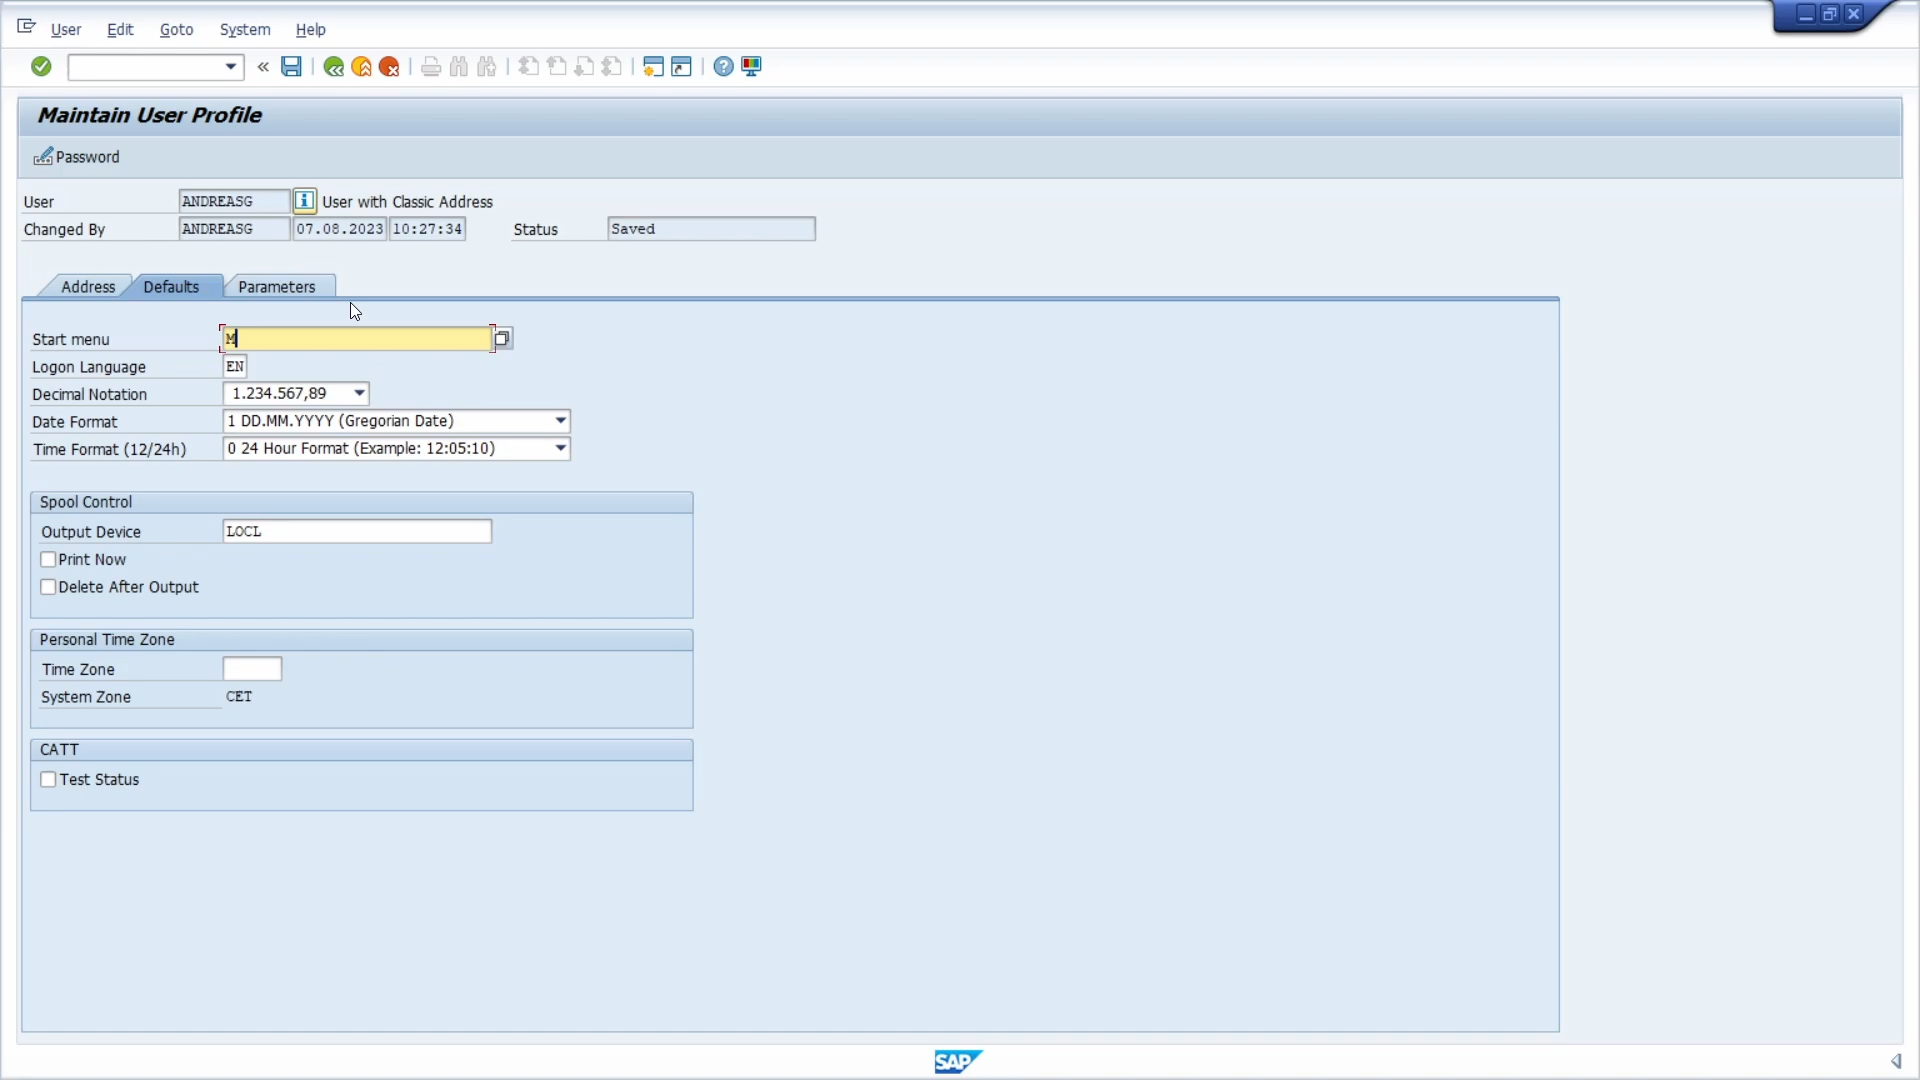 User Edit Goto System Help
Maintain User Profile
Password
User ANDREASG User with Classic Address
Changed By ANDREASG 07.08.2023 10:27:34 Status Saved
Address Defaults Parameters
Start menu M
Logon Language EN
Decimal Notation 1.234.567,89
Date Format 1 DD.MM.YYYY (Gregorian Date)
Time Format (12/24h) 0 24 Hour Format (Example: 12:05:10)
Spool Control
Output Device LOCL
Print Now
Delete After Output
Personal Time Zone
Time Zone
System Zone CET
CATT
Test Status
SAP